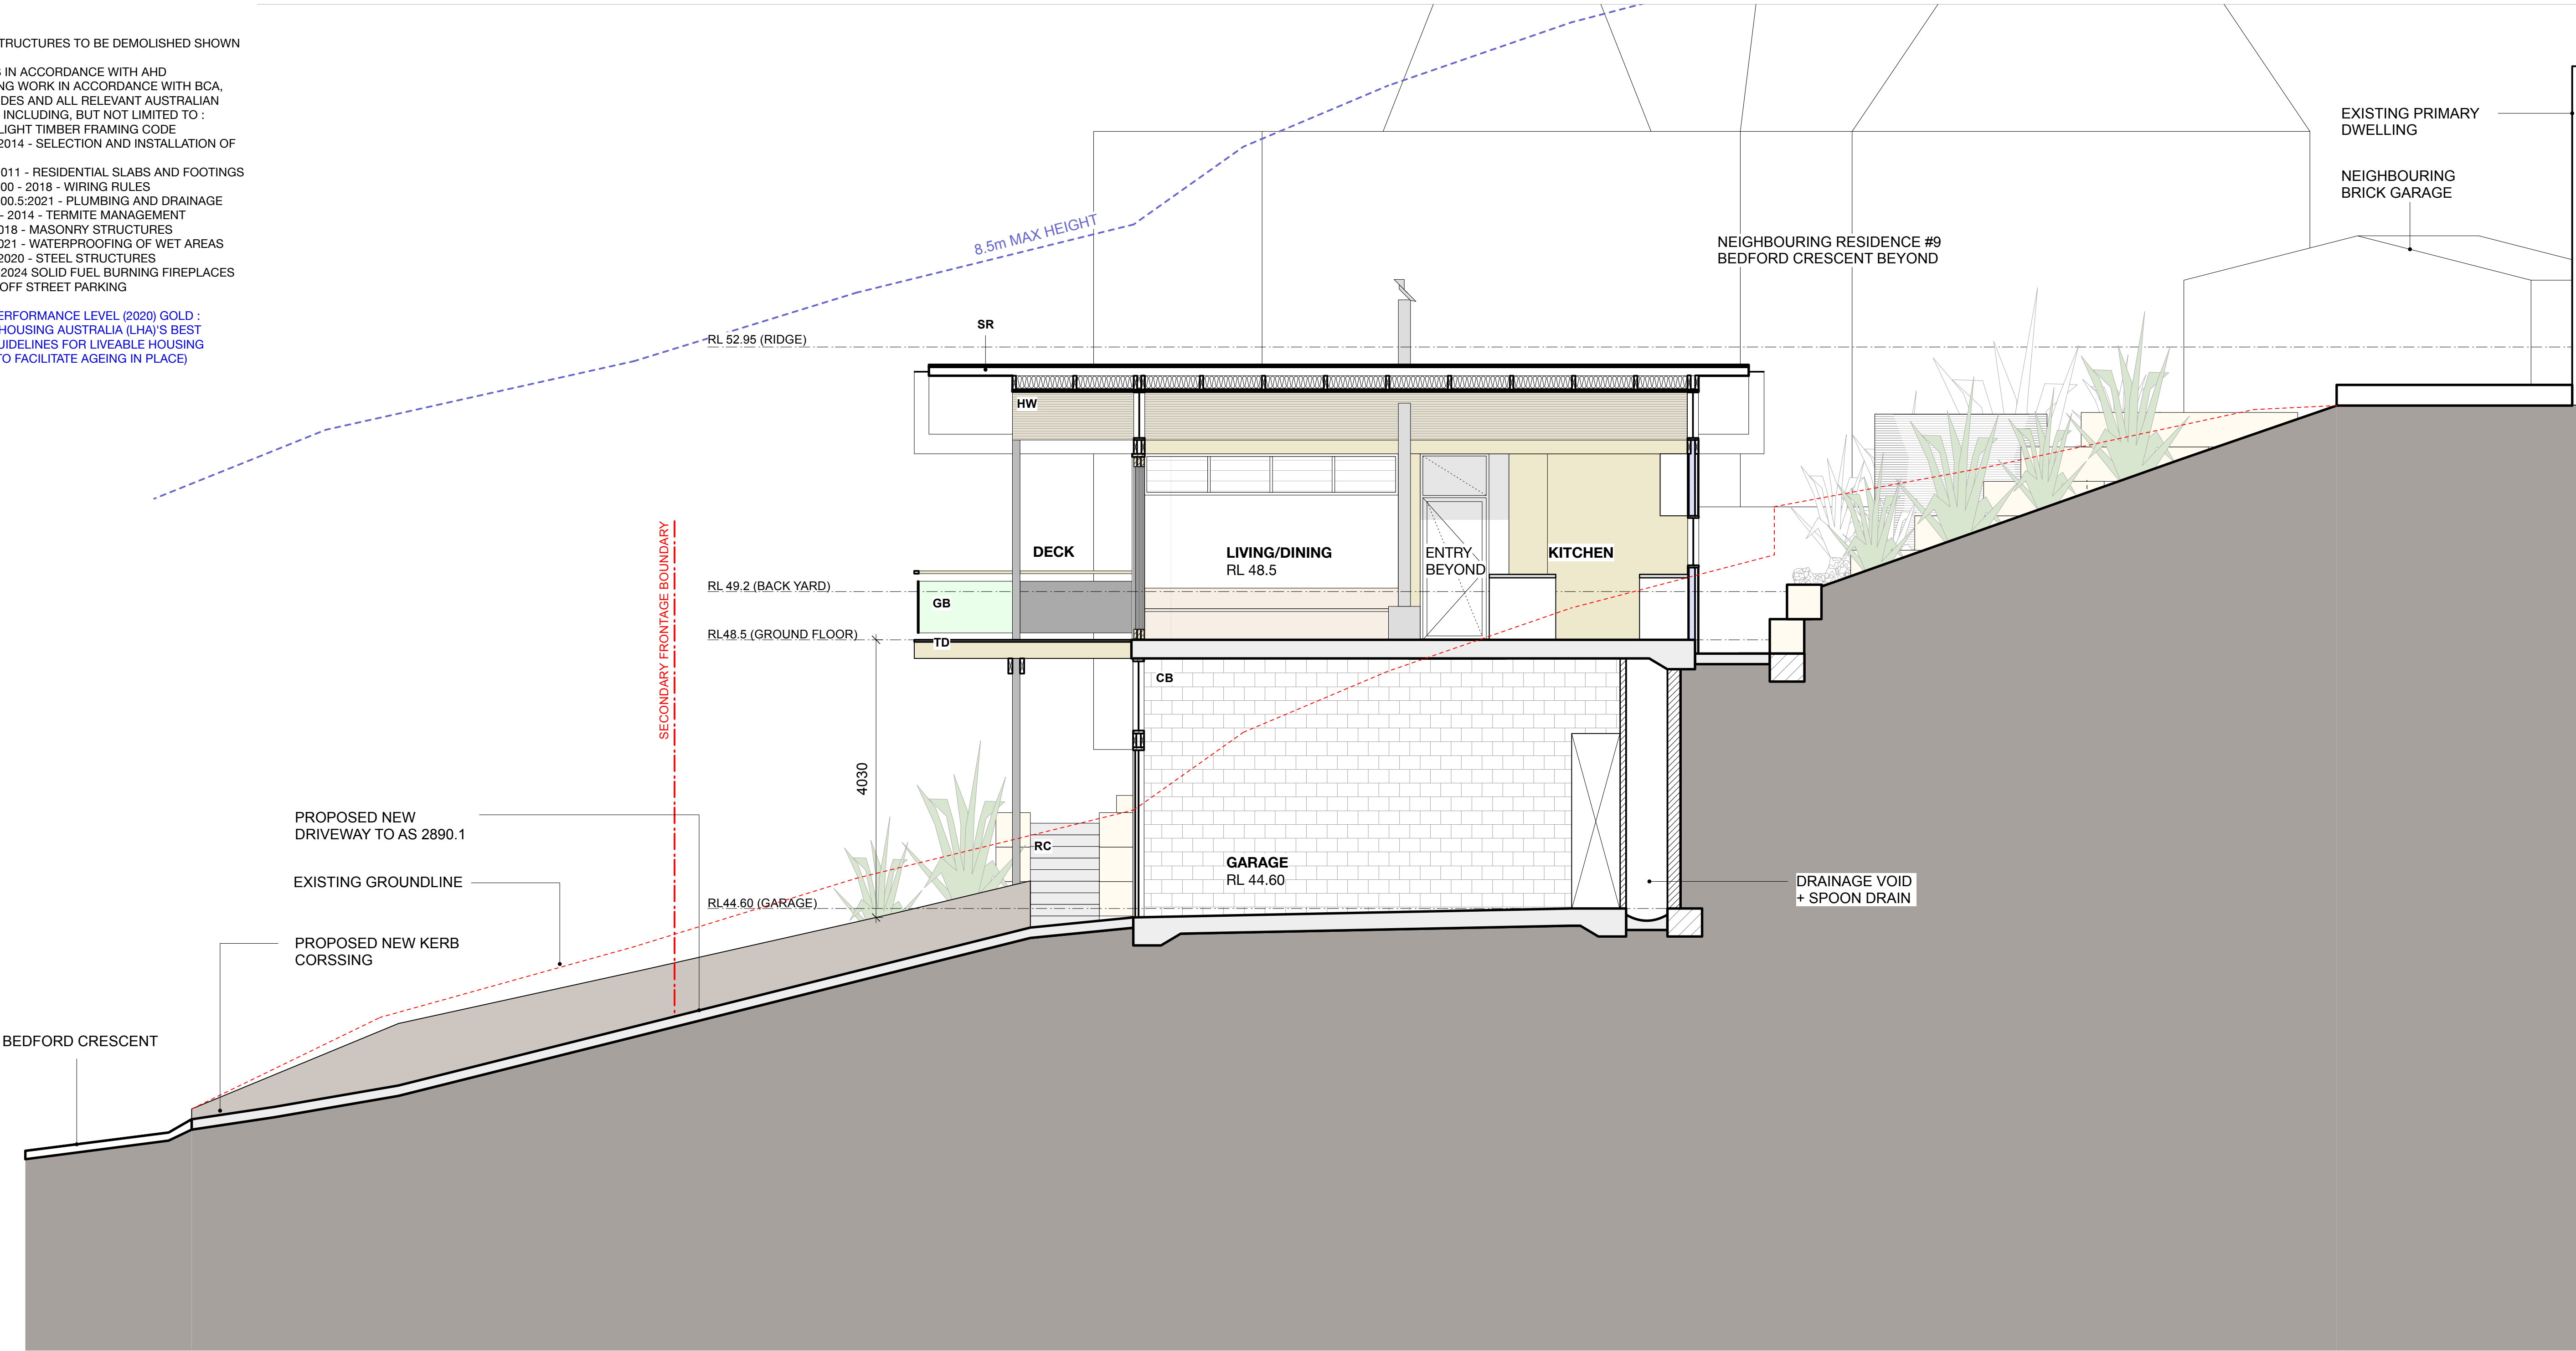 TRUCTURES TO BE DEMOLISHED SHOWN
IN ACCORDANCE WITH AHD
NG WORK IN ACCORDANCE WITH BCA,
DES AND ALL RELEVANT AUSTRALIAN
INCLUDING, BUT NOT LIMITED TO :
LIGHT TIMBER FRAMING CODE
2014 - SELECTION AND INSTALLATION OF
011 - RESIDENTIAL SLABS AND FOOTINGS
00 - 2018 - WIRING RULES
00.5:2021 - PLUMBING AND DRAINAGE
- 2014 - TERMITE MANAGEMENT
018 - MASONRY STRUCTURES
021 - WATERPROOFING OF WET AREAS
2020 - STEEL STRUCTURES
2024 SOLID FUEL BURNING FIREPLACES
OFF STREET PARKING
ERFORMANCE LEVEL (2020) GOLD :
HOUSING AUSTRALIA (LHA)'S BEST
UIDELINES FOR LIVEABLE HOUSING
TO FACILITATE AGEING IN PLACE)
8.5m MAX HEIGHT
EXISTING PRIMARY
DWELLING
NEIGHBOURING
BRICK GARAGE
NEIGHBOURING RESIDENCE #9
BEDFORD CRESCENT BEYOND
SR
RL 52.95 (RIDGE)
HW
SECONDARY FRONTAGE BOUNDARY
DECK
LIVING/DINING
RL 48.5
ENTRY
BEYOND
KITCHEN
RL 49.2 (BACK YARD)
GB
RL48.5 (GROUND FLOOR)
TD
CB
4030
PROPOSED NEW
DRIVEWAY TO AS 2890.1
RC
GARAGE
RL 44.60
EXISTING GROUNDLINE
RL44.60 (GARAGE)
DRAINAGE VOID
+ SPOON DRAIN
PROPOSED NEW KERB
CORSSING
BEDFORD CRESCENT